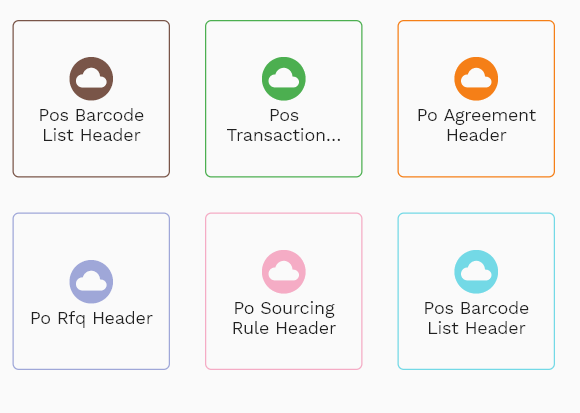 Pos Barcode
List Header
Pos
Transaction...
Po Agreement
Header
Po Rfq Header
Po Sourcing
Rule Header
Pos Barcode
List Header